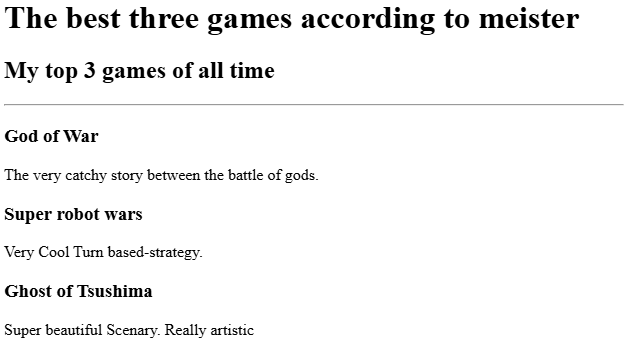 The best three games according to meister
My top 3 games of all time
God of War
The very catchy story between the battle of gods.
Super robot wars
Very Cool Turn based-strategy.
Ghost of Tsushima
Super beautiful Scenary. Really artistic